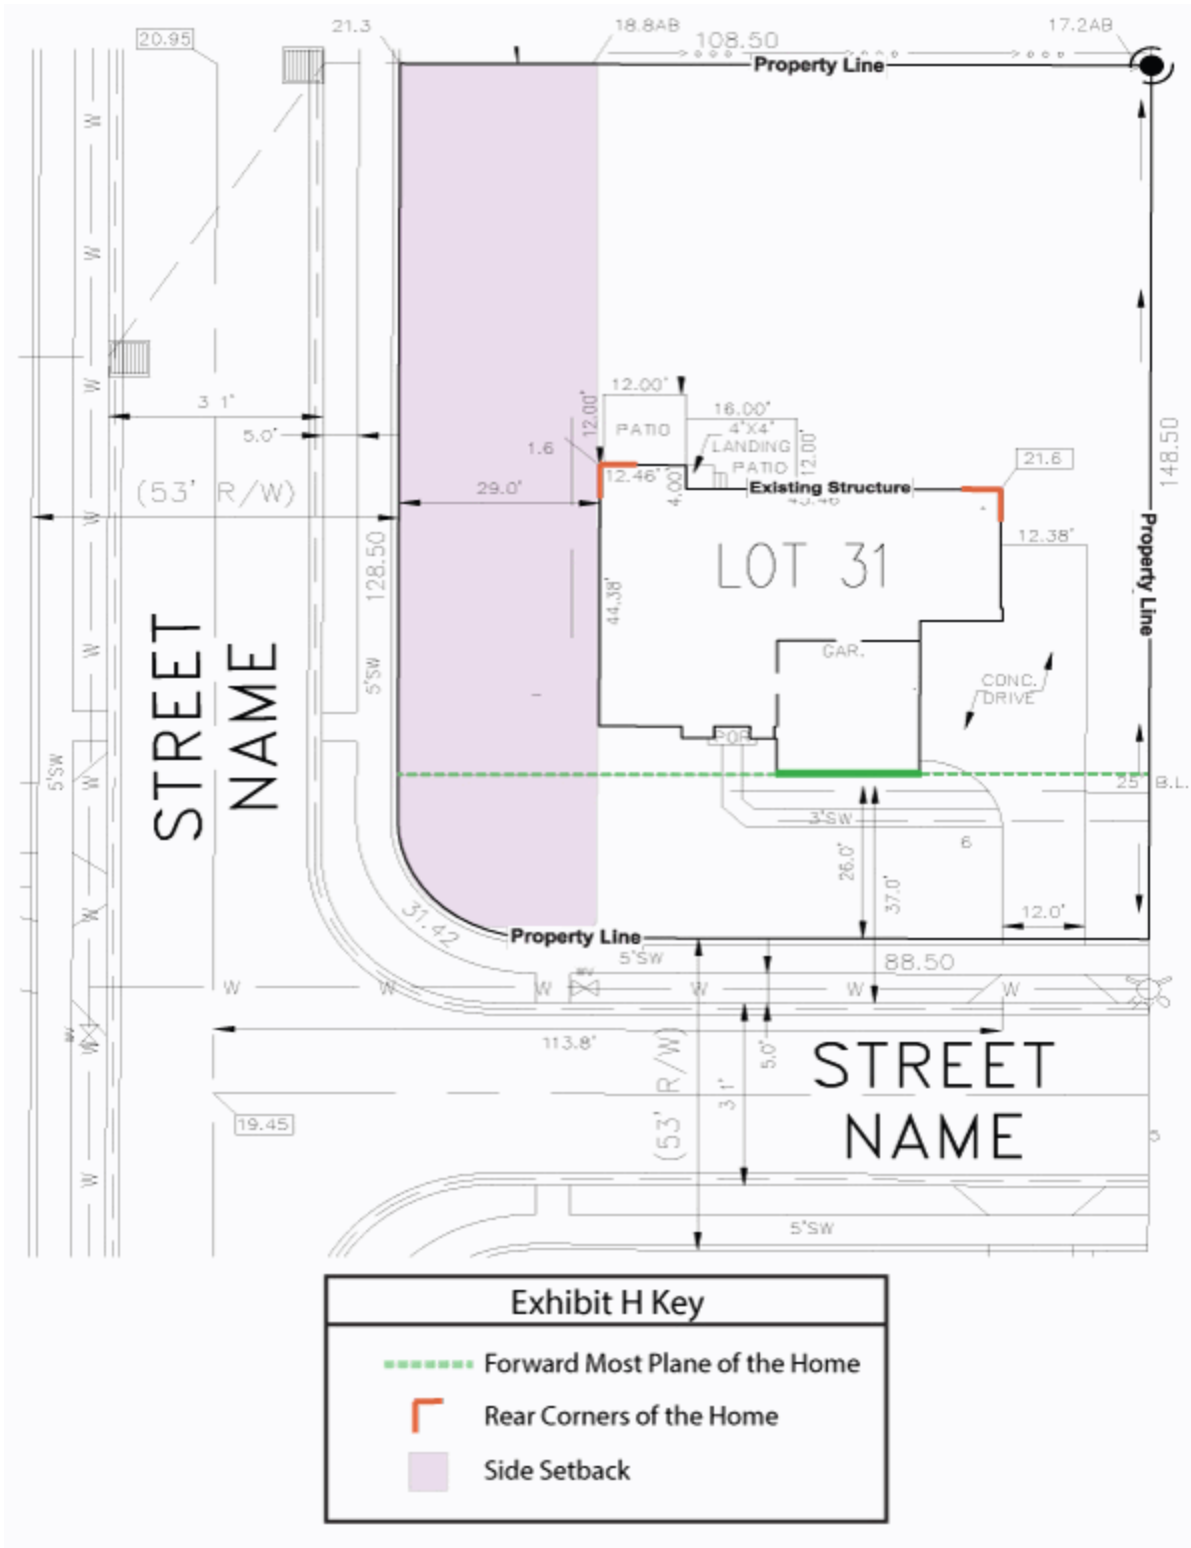 20.95
21.3
18.8AB
108.50
17.2AB
Property Line
W
W
W
3 1'
5.0'
(53' R/W)
12.00'
12.00'
PATIO
16.00'
4'X4'
LANDING
PATIO
12.00'
1.6
12.46'
4.00'
Existing Structure
21.6
148.50
29.0'
W
LOT 31
12.38'
Property Line
128.50
44.38'
STREET
NAME
W
5'SW
GAR.
CONC.
DRIVE
POR
5'SW
25' B.L.
3'SW
6
26.0'
37.0'
W
31.42
12.0'
Property Line
5'SW
88.50
W
W
W
W
W
W
WV
WV
W
113.8'
5.0'
(53' R/W)
3 1'
STREET
NAME
19.45
W
5'SW
Exhibit H Key
Forward Most Plane of the Home
Rear Corners of the Home
Side Setback